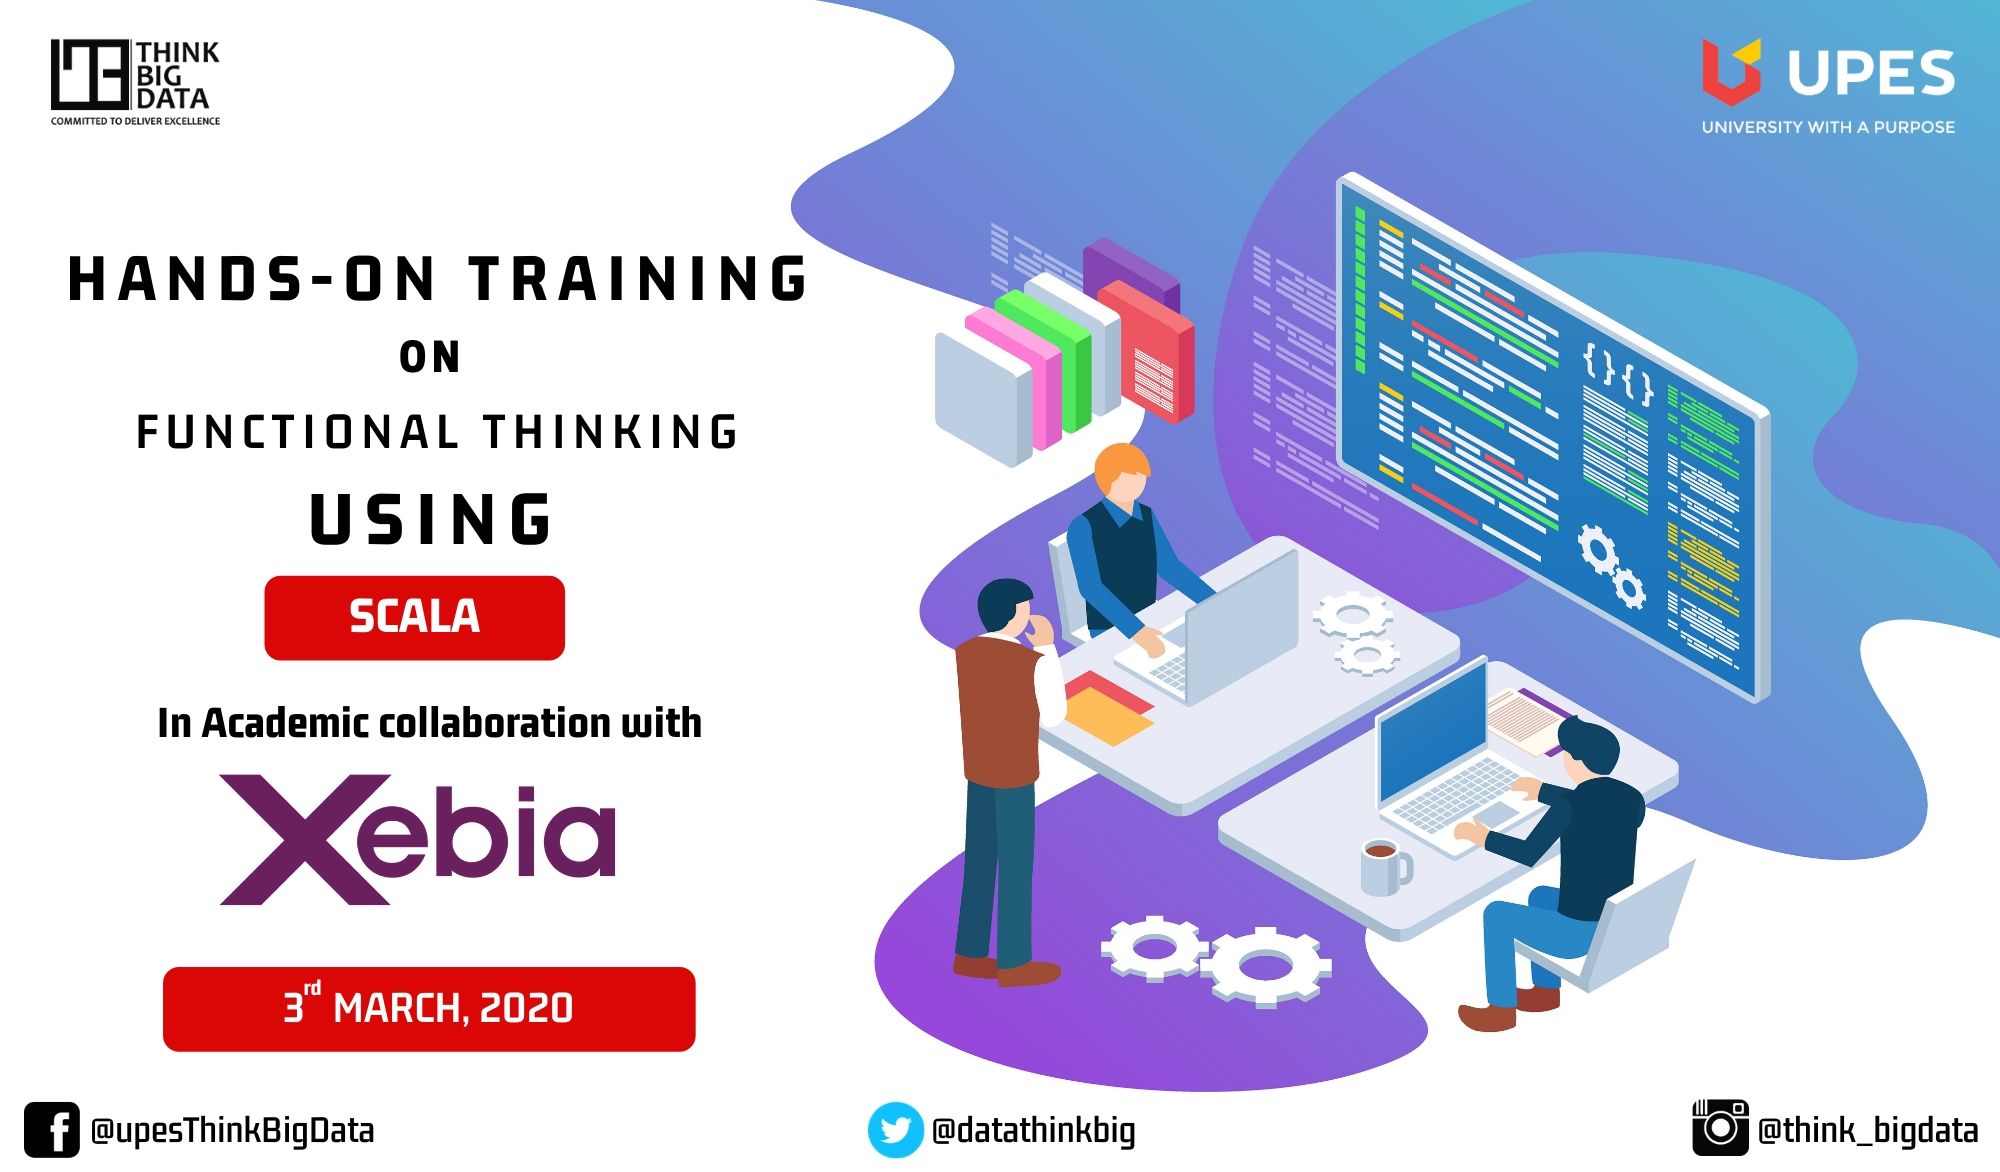 THINK
BIG
DATA
COMMITTED TO DELIVER EXCELLENCE
UPES
UNIVERSITY WITH A PURPOSE
HANDS-ON TRAINING
ON
FUNCTIONAL THINKING
USING
SCALA
In Academic collaboration with
Xebia
3rd MARCH, 2020
{}{}
@upesThinkBigData
@datathinkbig
@think_bigdata